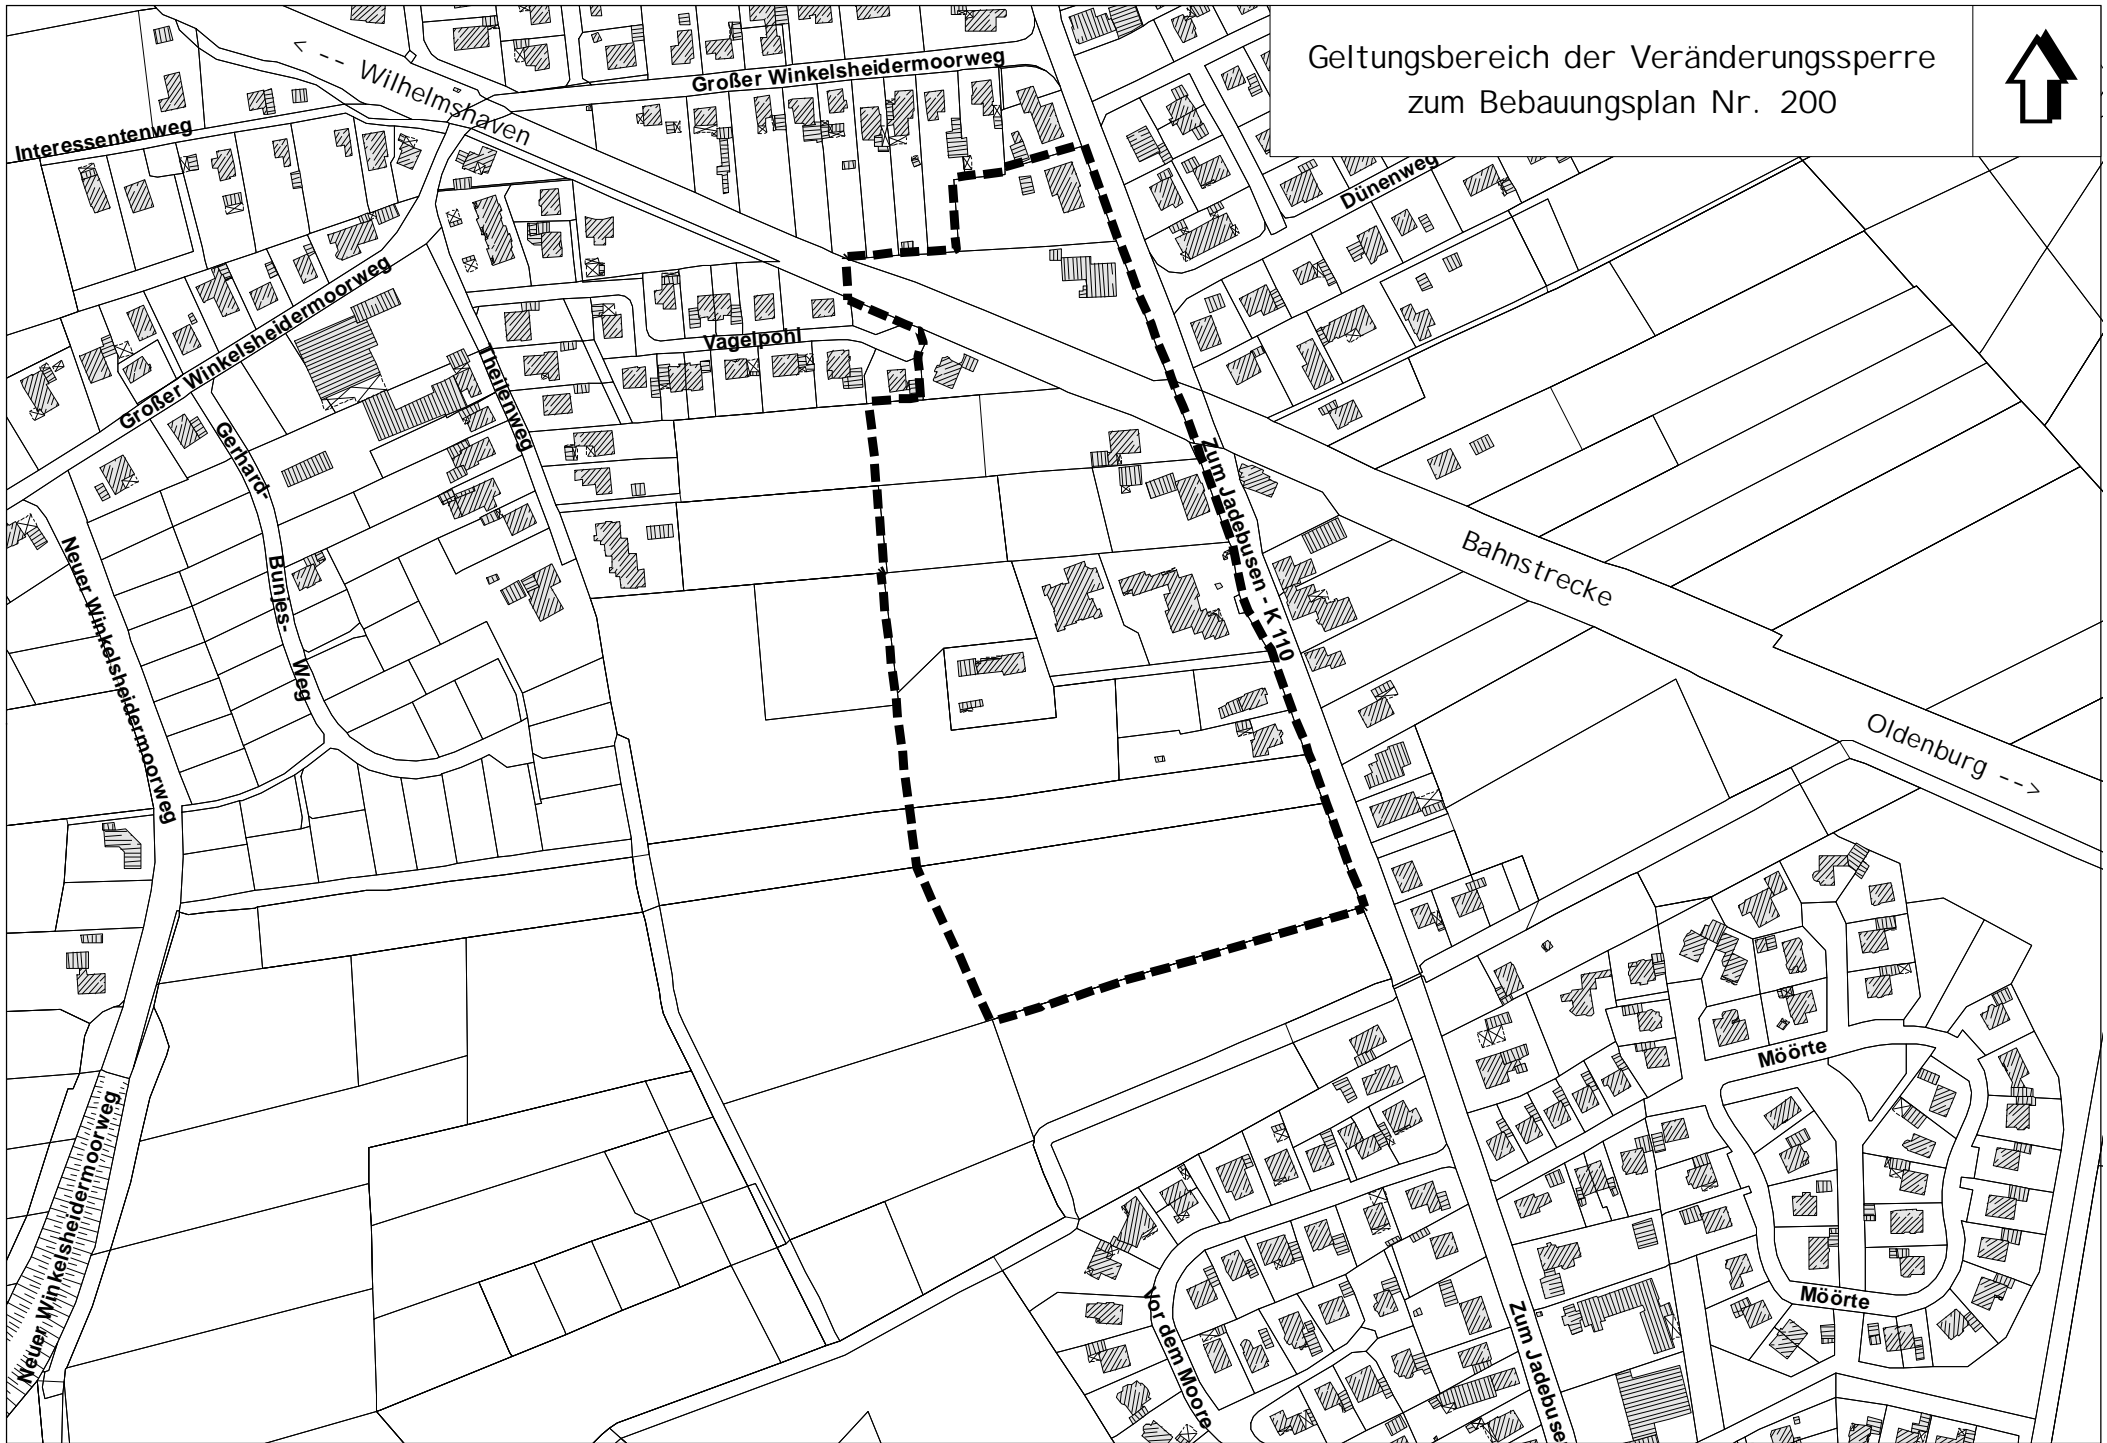 Geltungsbereich der Veränderungssperre
zum Bebauungsplan Nr. 200
<-- Wilhelmshaven
Großer Winkelsheidermoorweg
Interessentenweg
Dünenweg
Großer Winkelsheidermoorweg
Vagelpohl
Theilenweg
Gerhard-
Bunjes-
Weg
Neuer Winkelsheidermoorweg
Zum Jadebusen - K 110
Bahnstrecke
Oldenburg -->
Möörte
Neuer Winkelsheidermoorweg
Möörte
Vor dem Moore
Zum Jadebuse